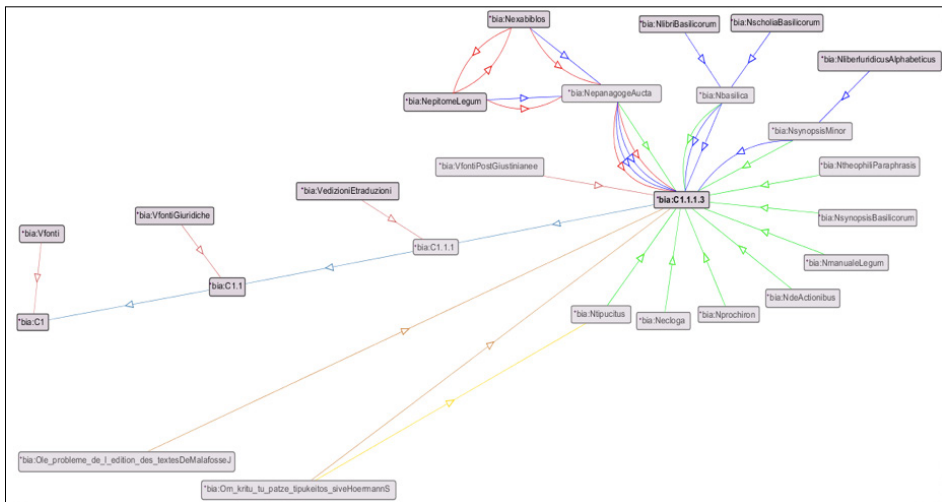 *bia:Nexabiblos
*bia:NlibriBasilicorum
*bia:NscholiaBasilicorum
*bia:NliberIuridicusAlphabeticus
*bia:NepitomeLegum
*bia:NepanagogeAucta
*bia:Nbasilica
*bia:NsynopsisMinor
*bia:VfontiPostGiustinianee
*bia:NtheophiliParaphrasis
*bia:VedizioniEtraduzioni
*bia:C1.1.1.3
*bia:VfontiGiuridiche
*bia:NsynopsisBasilicorum
*bia:Vfonti
*bia:C1.1.1
*bia:NmanualeLegum
*bia:C1.1
*bia:NdeActionibus
*bia:C1
*bia:Ntipucitus
*bia:Necloga
*bia:Nprochiron
*bia:Ole_probleme_de_l_edition_des_textesDeMalafosseJ
*bia:Om_kritu_tu_patze_tipukeitos_siveHoermannS